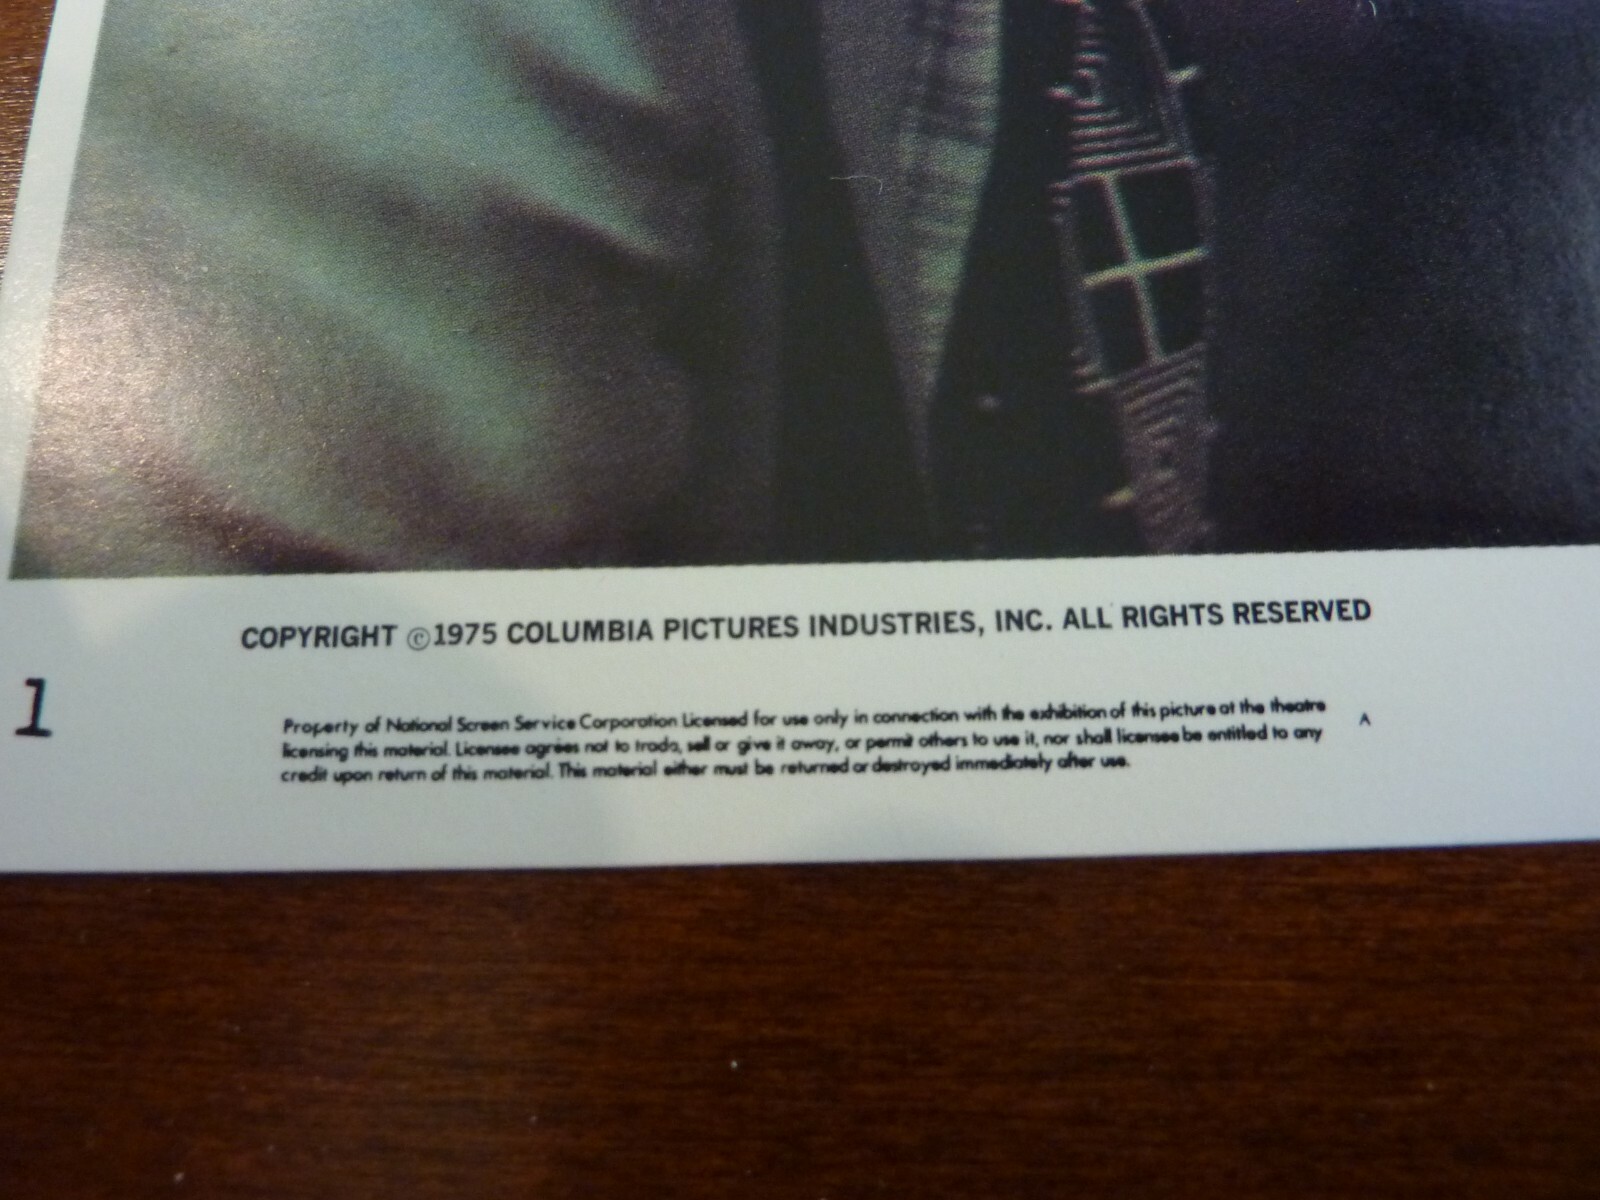 COPYRIGHT ©1975 COLUMBIA PICTURES INDUSTRIES, INC. ALL RIGHTS RESERVED
1
Property of National Screen Service Corporation Licensed for use only in connection with the exhibition of this picture at the theatre
licensing this material. Licensee agrees not to trade, sell or give it away, or permit others to use it, nor shall licensee be entitled to any
credit upon return of this material. This material either must be returned or destroyed immediately after use.
A